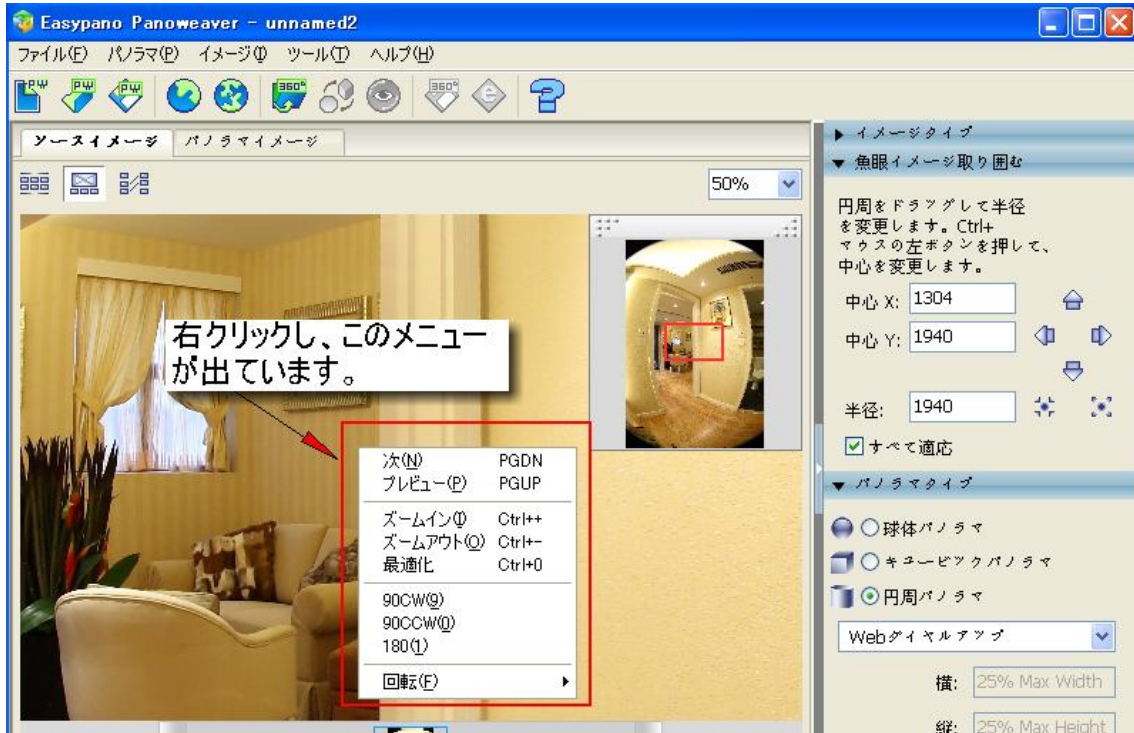 Easypano Panoweaver - unnamed2
ファイル(F) パノラマ(P) イメージ(I) ツール(T) ヘルプ(H)
ソースイメージ パノラマイメージ
50%
右クリックし、このメニュー
が出ています。
次(N) PGDN
プレビュー(P) PGUP
ズームイン(I) Ctrl++
ズームアウト(O) Ctrl+-
最適化 Ctrl+0
90CW(9)
90CCW(0)
180(1)
回転(F)
イメージタイプ
魚眼イメージ取り囲む
円周をドラッグして半径
を変更します。Ctrl+
マウスの左ボタンを押して、
中心を変更します。
中心 X: 1304
中心 Y: 1940
半径: 1940
すべて適応
パノラマタイプ
球体パノラマ
キュービックパノラマ
円周パノラマ
Webダイヤルアップ
横: 25% Max Width
縦: 25% Max Height